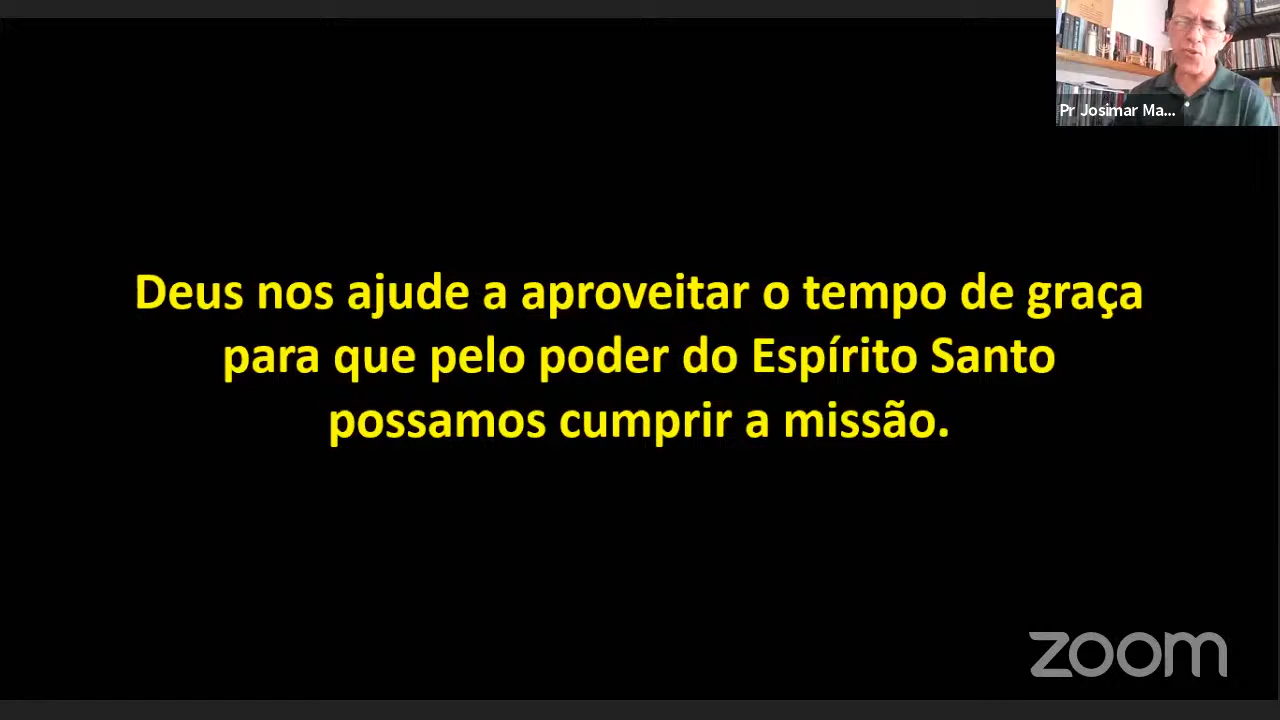 Pr Josimar Ma...
Deus nos ajude a aproveitar o tempo de graça
para que pelo poder do Espírito Santo
possamos cumprir a missão.
zoom